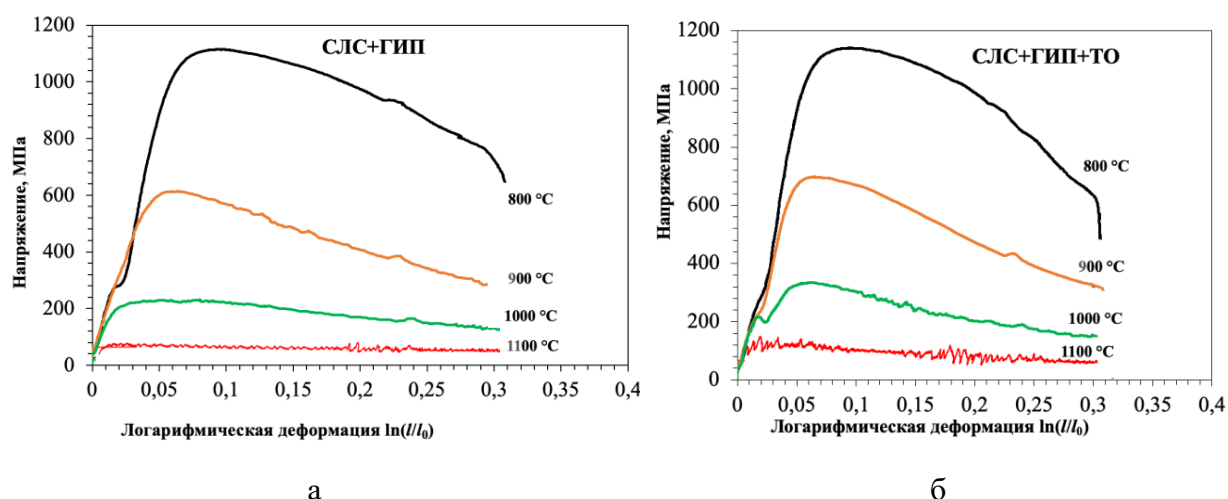 1200
1000
800
600
400
200
0
Напряжение, МПа
СЛС+ГИП
800 °C
900 °C
1000 °C
1100 °C
0
0,05
0,1
0,15
0,2
0,25
0,3
0,35
0,4
Логарифмическая деформация ln(l/l₀)
а
1200
1000
800
600
400
200
0
Напряжение, МПа
СЛС+ГИП+ТО
800 °C
900 °C
1000 °C
1100 °C
0
0,05
0,1
0,15
0,2
0,25
0,3
0,35
0,4
Логарифмическая деформация ln(l/l₀)
б